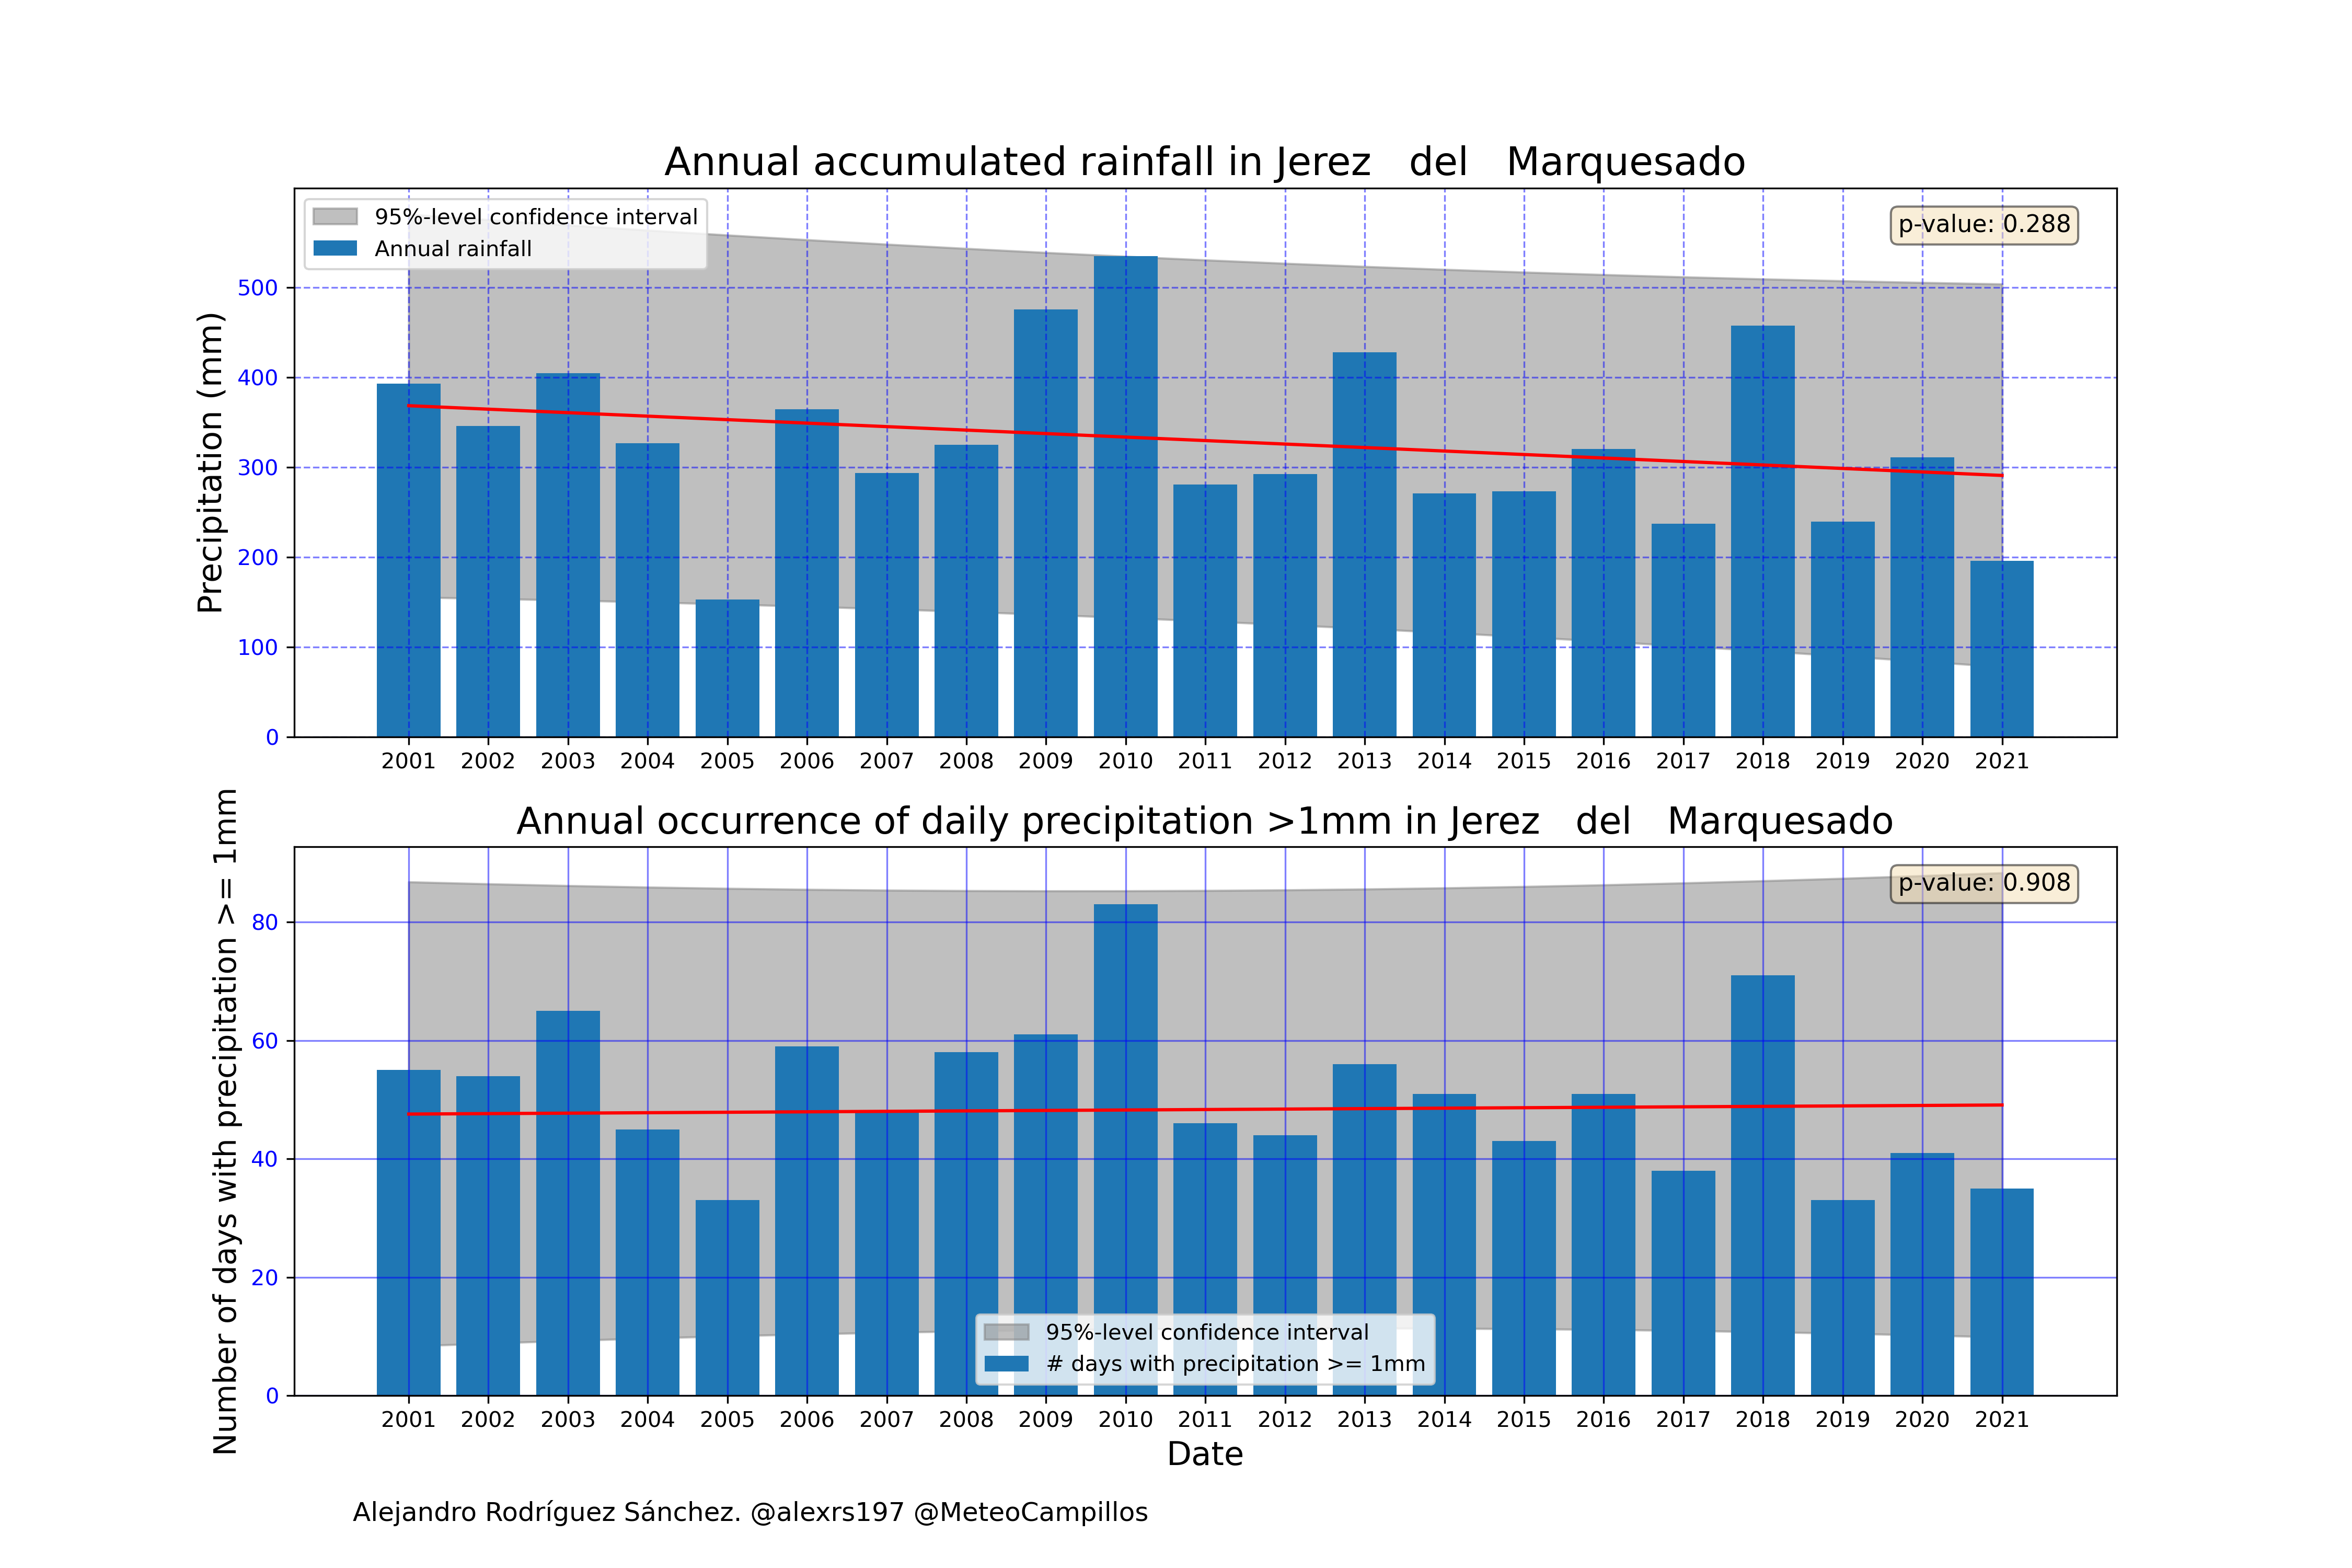 Annual accumulated rainfall in Jerez   del   Marquesado
95%-level confidence interval
Annual rainfall
p-value: 0.288
Precipitation (mm)
500
400
300
200
100
0
2001 2002 2003 2004 2005 2006 2007 2008 2009 2010 2011 2012 2013 2014 2015 2016 2017 2018 2019 2020 2021
Annual occurrence of daily precipitation >1mm in Jerez   del   Marquesado
p-value: 0.908
Number of days with precipitation >= 1mm
80
60
40
20
0
95%-level confidence interval
# days with precipitation >= 1mm
2001 2002 2003 2004 2005 2006 2007 2008 2009 2010 2011 2012 2013 2014 2015 2016 2017 2018 2019 2020 2021
Date
Alejandro Rodríguez Sánchez. @alexrs197 @MeteoCampillos